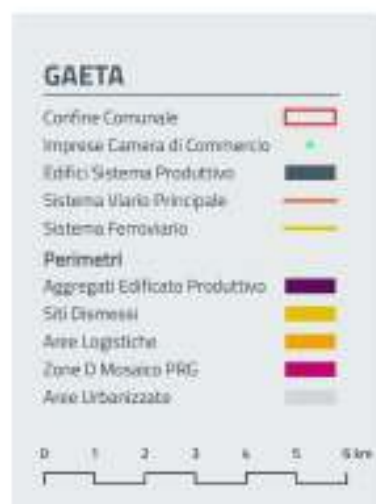 GAETA
Confine Comunale
Imprese Camera di Commercio
Edifici Sistema Produttivo
Sistema Viario Principale
Sistema Ferroviario
Perimetri
Aggregati Edificato Produttivo
Siti Dismessi
Aree Logistiche
Zone D Mosaico PRG
Aree Urbanizzate
0 1 2 3 4 5 6 km